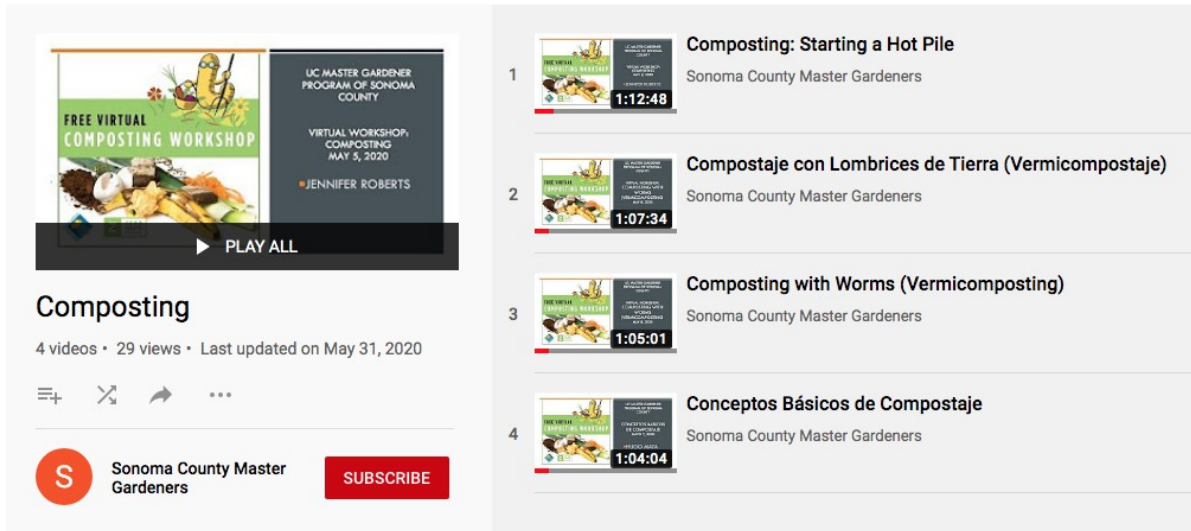 FREE VIRTUAL
COMPOSTING WORKSHOP
UC MASTER GARDENER
PROGRAM OF SONOMA
COUNTY
VIRTUAL WORKSHOP:
COMPOSTING
MAY 5, 2020
JENNIFER ROBERTS
PLAY ALL
Composting
4 videos • 29 views • Last updated on May 31, 2020
S
Sonoma County Master
Gardeners
SUBSCRIBE
1
1:12:48
Composting: Starting a Hot Pile
Sonoma County Master Gardeners
2
1:07:34
Compostaje con Lombrices de Tierra (Vermicompostaje)
Sonoma County Master Gardeners
3
1:05:01
Composting with Worms (Vermicomposting)
Sonoma County Master Gardeners
4
1:04:04
Conceptos Básicos de Compostaje
Sonoma County Master Gardeners